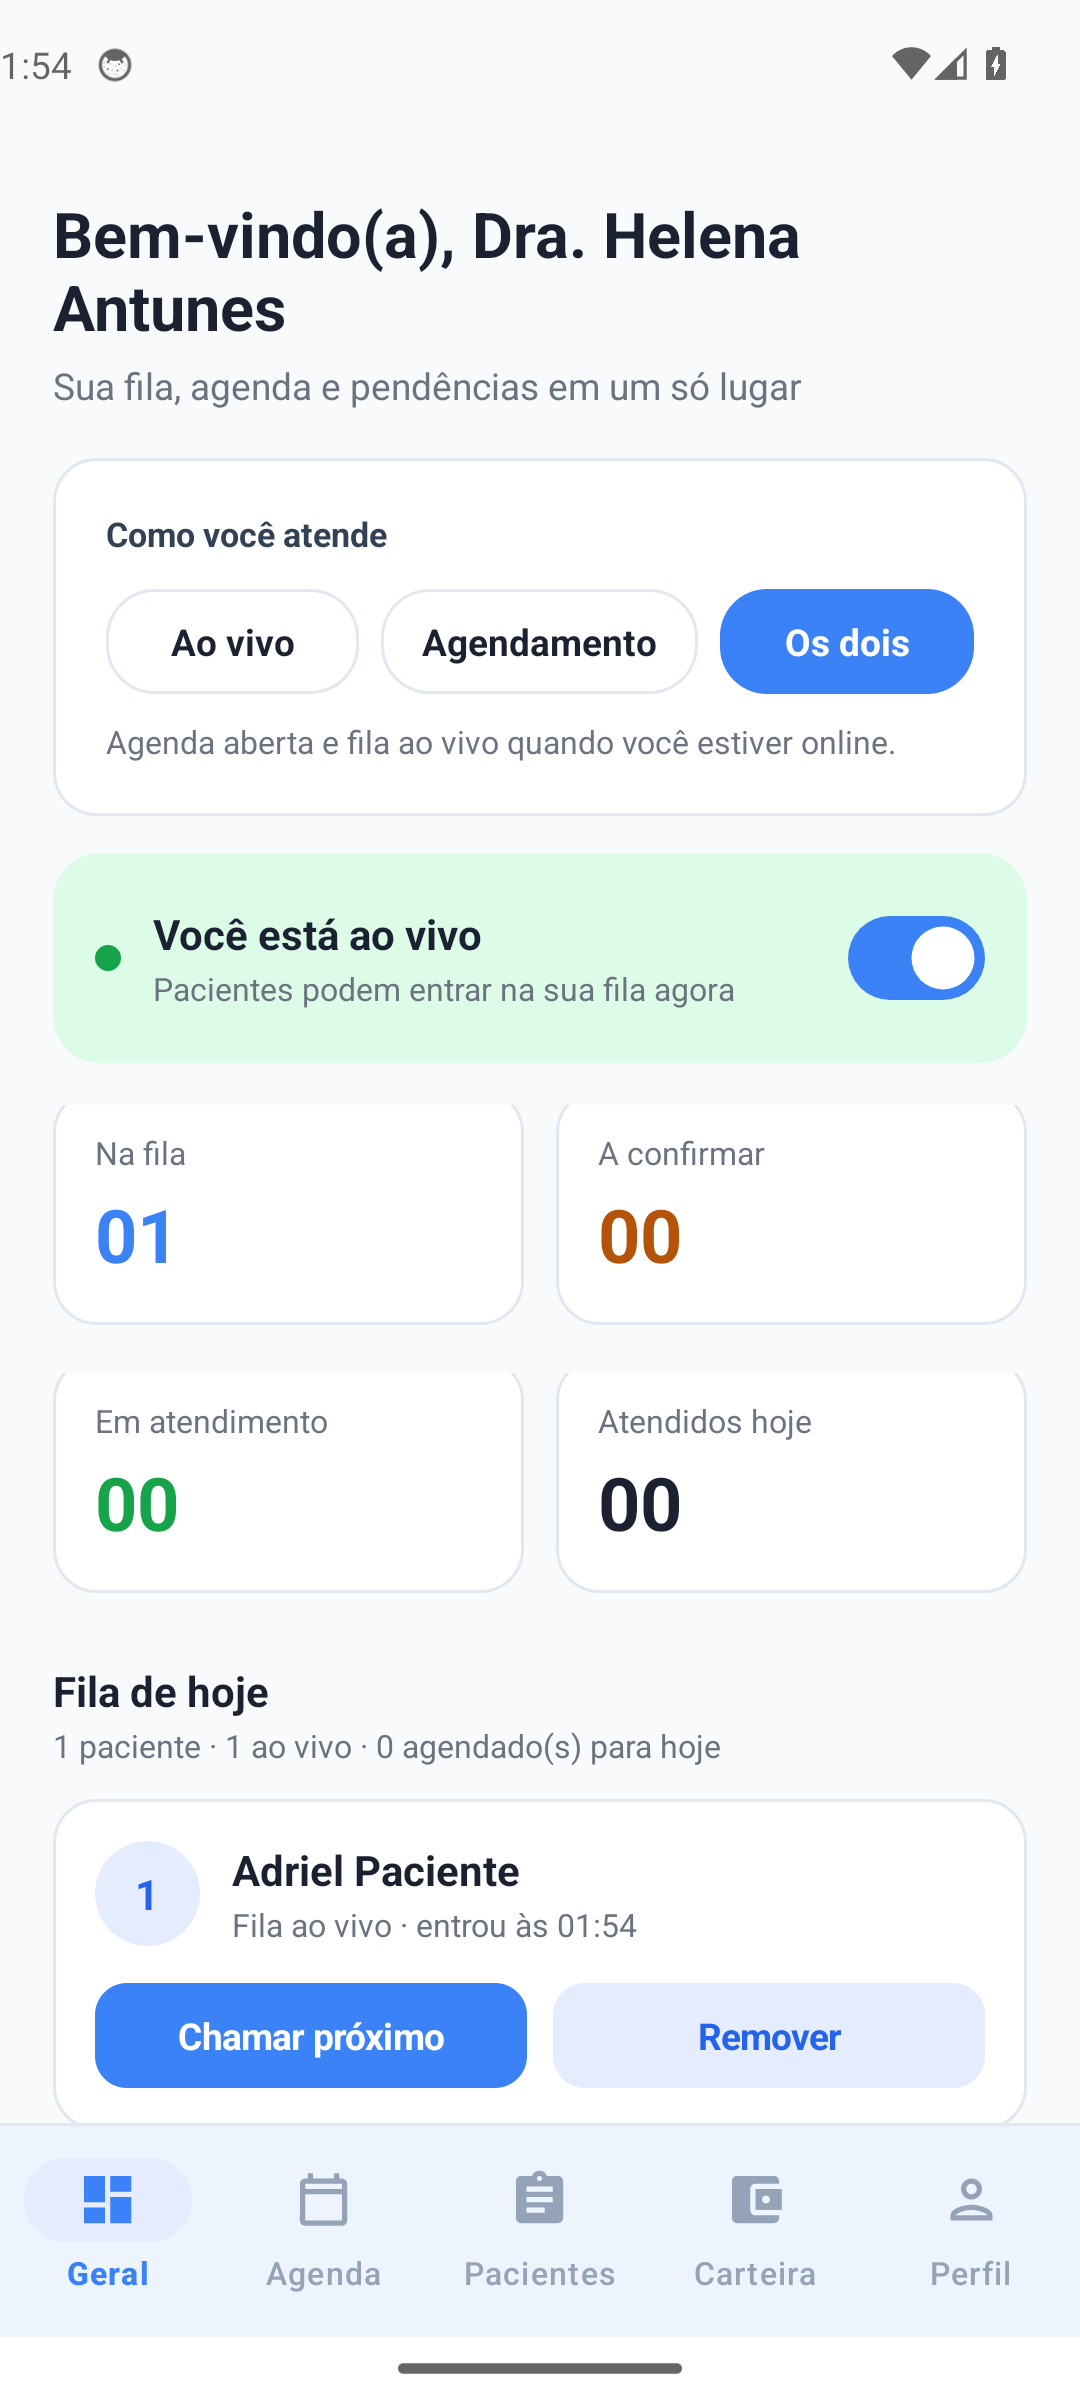 1:54
Bem-vindo(a), Dra. Helena
Antunes
Sua fila, agenda e pendências em um só lugar
Como você atende
Ao vivo
Agendamento
Os dois
Agenda aberta e fila ao vivo quando você estiver online.
Você está ao vivo
Pacientes podem entrar na sua fila agora
Na fila
01
A confirmar
00
Em atendimento
00
Atendidos hoje
00
Fila de hoje
1 paciente · 1 ao vivo · 0 agendado(s) para hoje
1
Adriel Paciente
Fila ao vivo · entrou às 01:54
Chamar próximo
Remover
Geral
Agenda
Pacientes
Carteira
Perfil